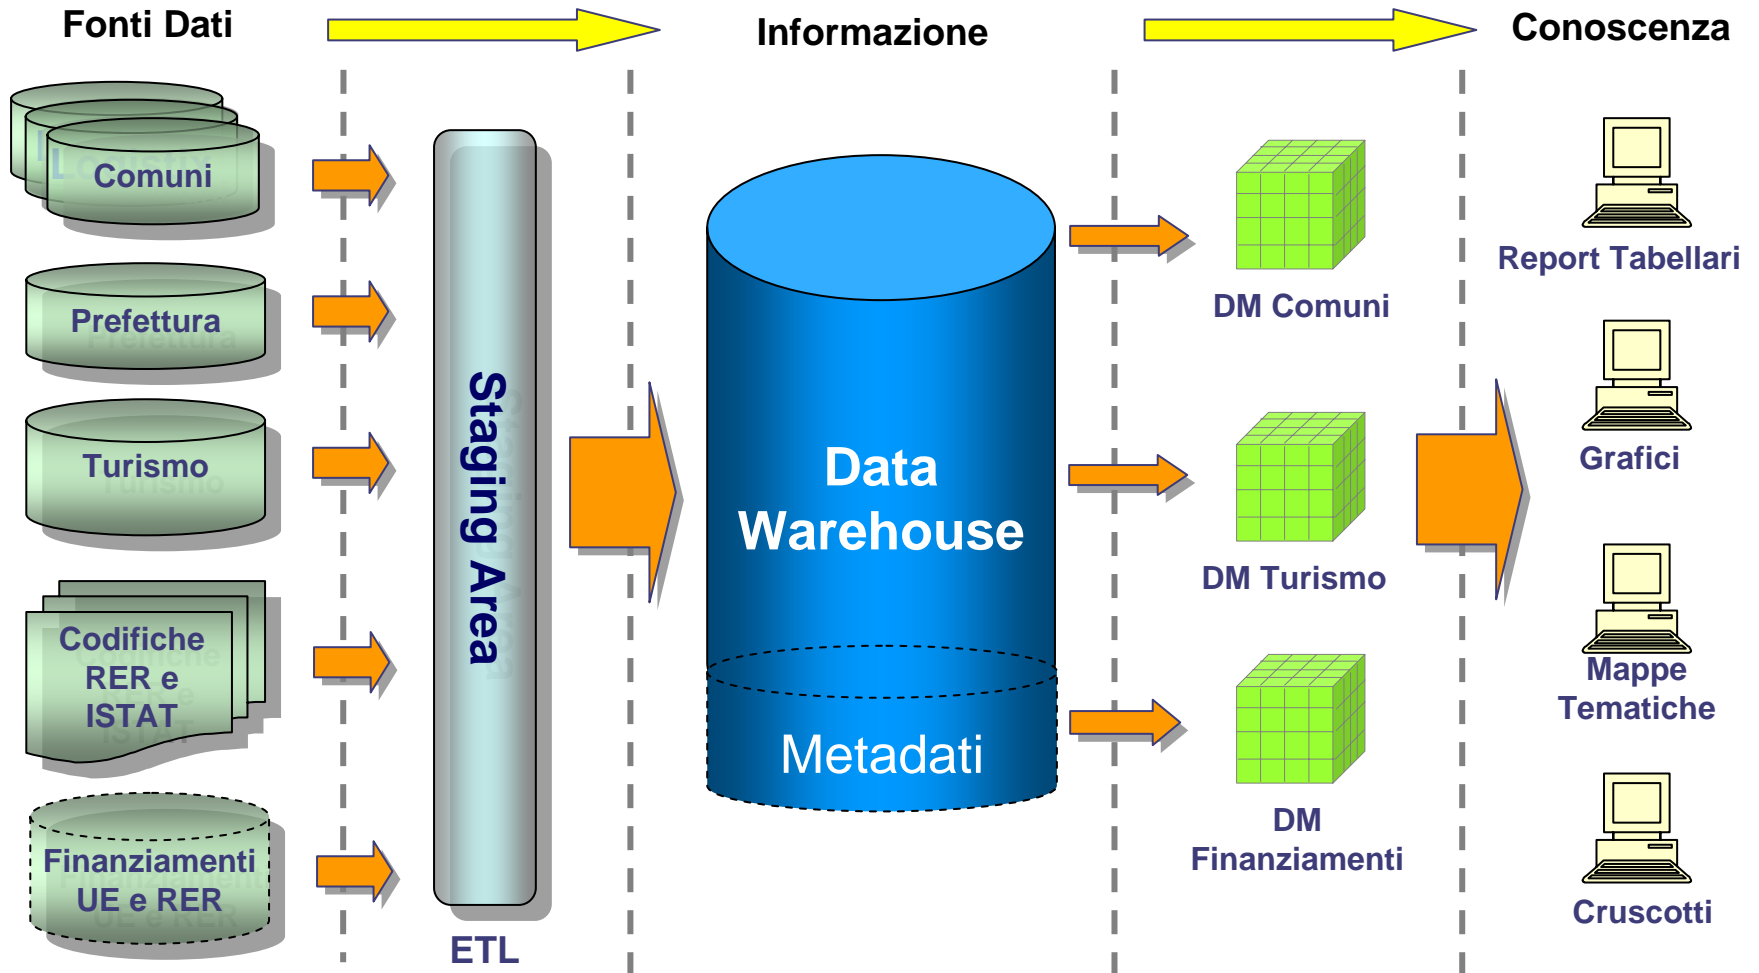 Fonti Dati
Informazione
Conoscenza
Comuni
Prefettura
Turismo
Codifiche
RER e
ISTAT
Finanziamenti
UE e RER
Staging Area
ETL
Data
Warehouse
Metadati
DM Comuni
DM Turismo
DM
Finanziamenti
Report Tabellari
Grafici
Mappe
Tematiche
Cruscotti